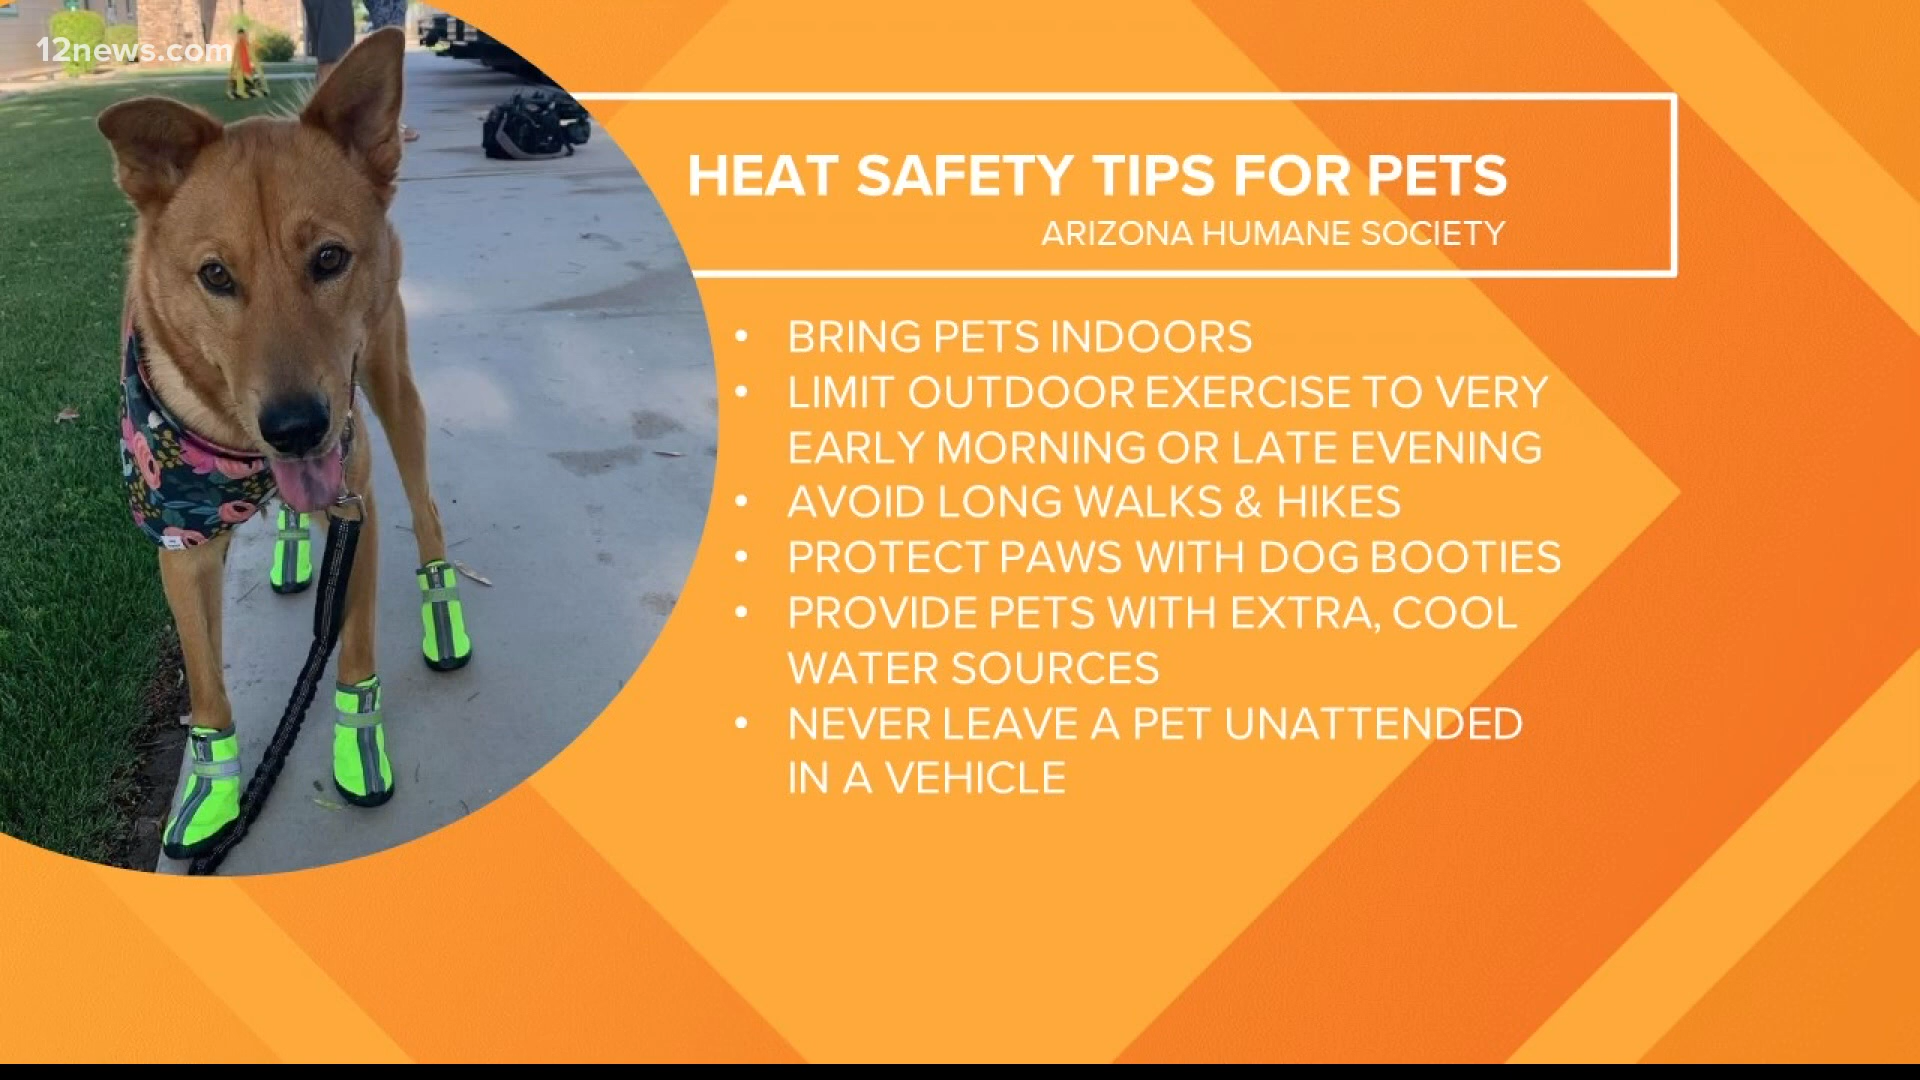 12news.com
HEAT SAFETY TIPS FOR PETS
ARIZONA HUMANE SOCIETY
• BRING PETS INDOORS
• LIMIT OUTDOOR EXERCISE TO VERY
EARLY MORNING OR LATE EVENING
• AVOID LONG WALKS & HIKES
• PROTECT PAWS WITH DOG BOOTIES
• PROVIDE PETS WITH EXTRA, COOL
WATER SOURCES
• NEVER LEAVE A PET UNATTENDED
IN A VEHICLE